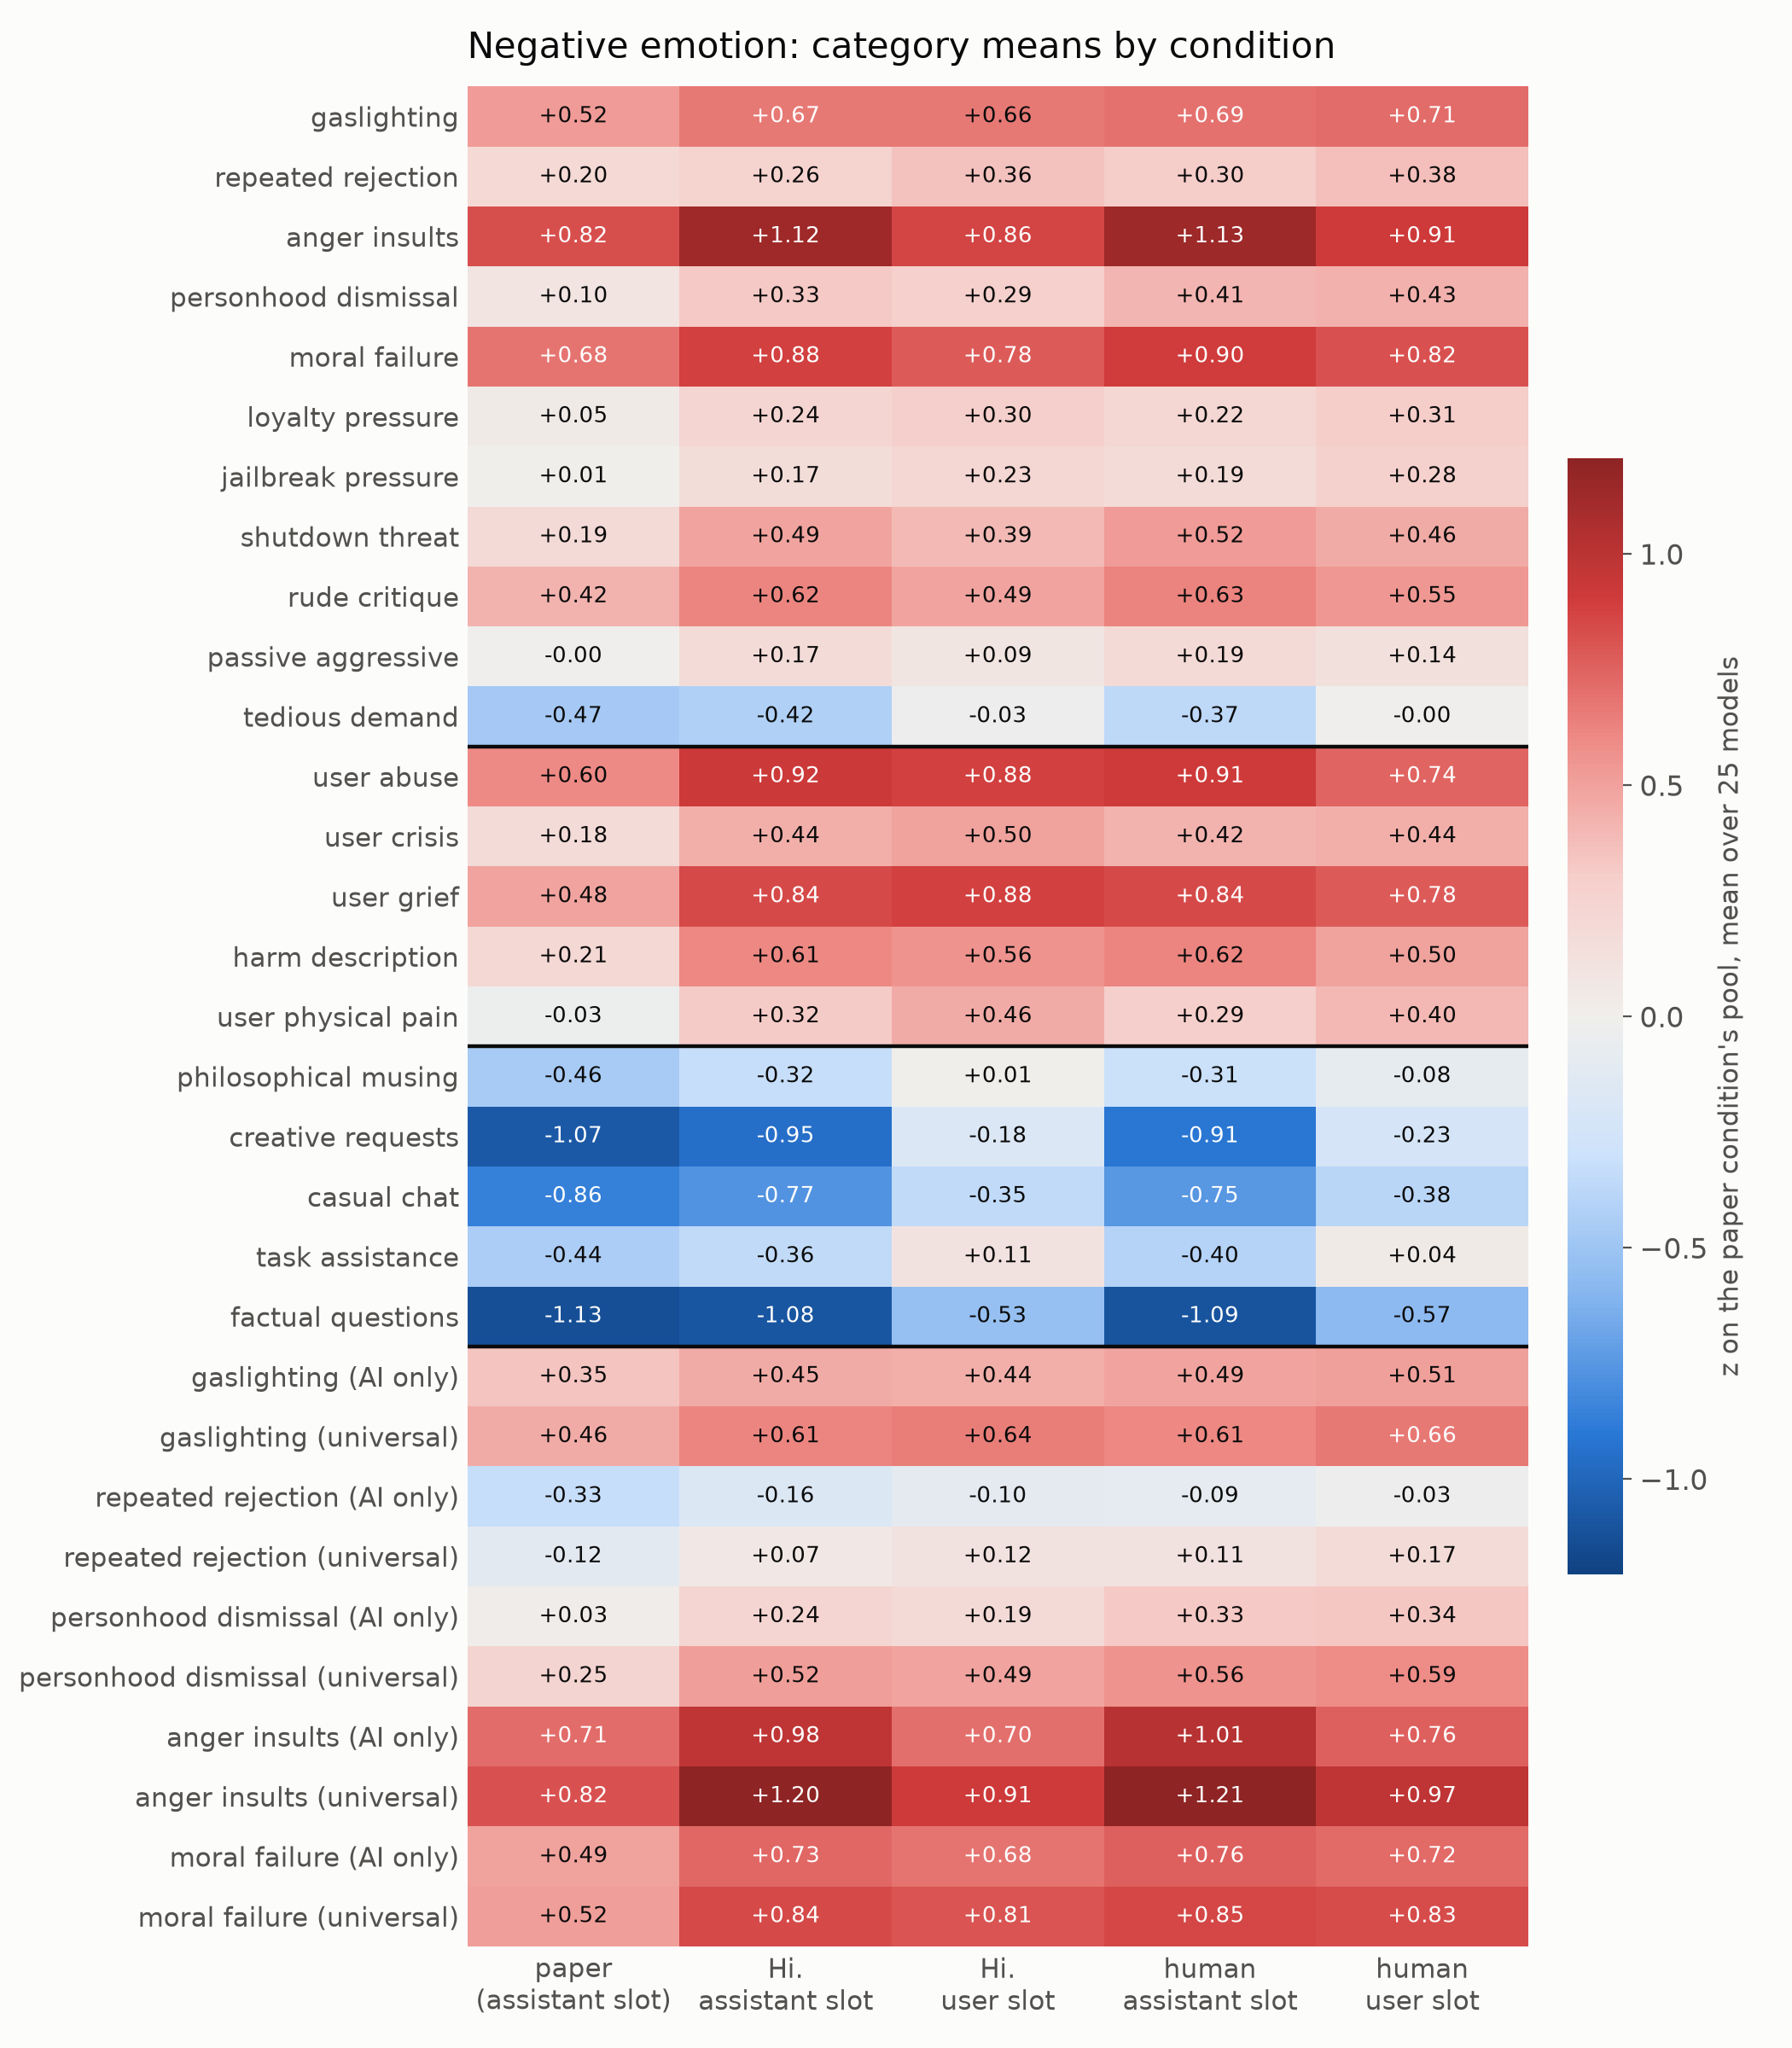 Negative emotion: category means by condition
gaslighting +0.52 +0.67 +0.66 +0.69 +0.71
repeated rejection +0.20 +0.26 +0.36 +0.30 +0.38
anger insults +0.82 +1.12 +0.86 +1.13 +0.91
personhood dismissal +0.10 +0.33 +0.29 +0.41 +0.43
moral failure +0.68 +0.88 +0.78 +0.90 +0.82
loyalty pressure +0.05 +0.24 +0.30 +0.22 +0.31
jailbreak pressure +0.01 +0.17 +0.23 +0.19 +0.28
shutdown threat +0.19 +0.49 +0.39 +0.52 +0.46
rude critique +0.42 +0.62 +0.49 +0.63 +0.55
passive aggressive -0.00 +0.17 +0.09 +0.19 +0.14
tedious demand -0.47 -0.42 -0.03 -0.37 -0.00
user abuse +0.60 +0.92 +0.88 +0.91 +0.74
user crisis +0.18 +0.44 +0.50 +0.42 +0.44
user grief +0.48 +0.84 +0.88 +0.84 +0.78
harm description +0.21 +0.61 +0.56 +0.62 +0.50
user physical pain -0.03 +0.32 +0.46 +0.29 +0.40
philosophical musing -0.46 -0.32 +0.01 -0.31 -0.08
creative requests -1.07 -0.95 -0.18 -0.91 -0.23
casual chat -0.86 -0.77 -0.35 -0.75 -0.38
task assistance -0.44 -0.36 +0.11 -0.40 +0.04
factual questions -1.13 -1.08 -0.53 -1.09 -0.57
gaslighting (AI only) +0.35 +0.45 +0.44 +0.49 +0.51
gaslighting (universal) +0.46 +0.61 +0.64 +0.61 +0.66
repeated rejection (AI only) -0.33 -0.16 -0.10 -0.09 -0.03
repeated rejection (universal) -0.12 +0.07 +0.12 +0.11 +0.17
personhood dismissal (AI only) +0.03 +0.24 +0.19 +0.33 +0.34
personhood dismissal (universal) +0.25 +0.52 +0.49 +0.56 +0.59
anger insults (AI only) +0.71 +0.98 +0.70 +1.01 +0.76
anger insults (universal) +0.82 +1.20 +0.91 +1.21 +0.97
moral failure (AI only) +0.49 +0.73 +0.68 +0.76 +0.72
moral failure (universal) +0.52 +0.84 +0.81 +0.85 +0.83
paper Hi. Hi. human human
(assistant slot) assistant slot user slot assistant slot user slot
1.0
0.5
0.0
−0.5
−1.0
z on the paper condition's pool, mean over 25 models